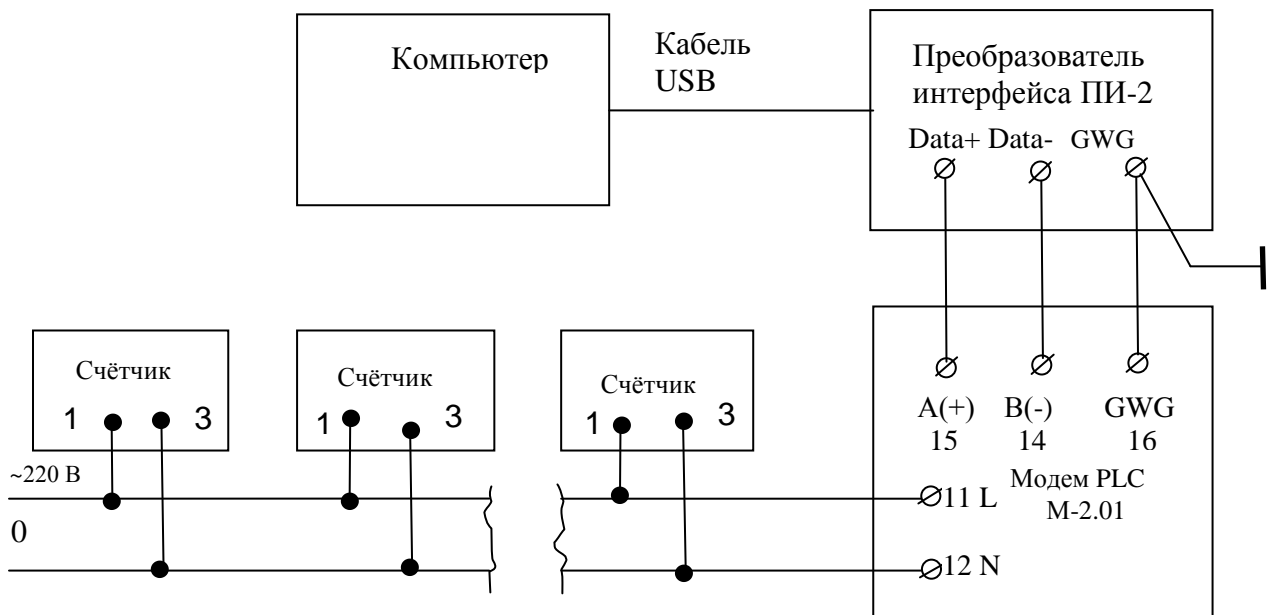 Компьютер
Кабель
USB
Преобразователь
интерфейса ПИ-2
Data+ Data- GWG
Счётчик
1 3
Счётчик
1 3
Счётчик
1 3
A(+) B(-) GWG
15 14 16
Модем PLC
М-2.01
~220 В
11 L
0
12 N